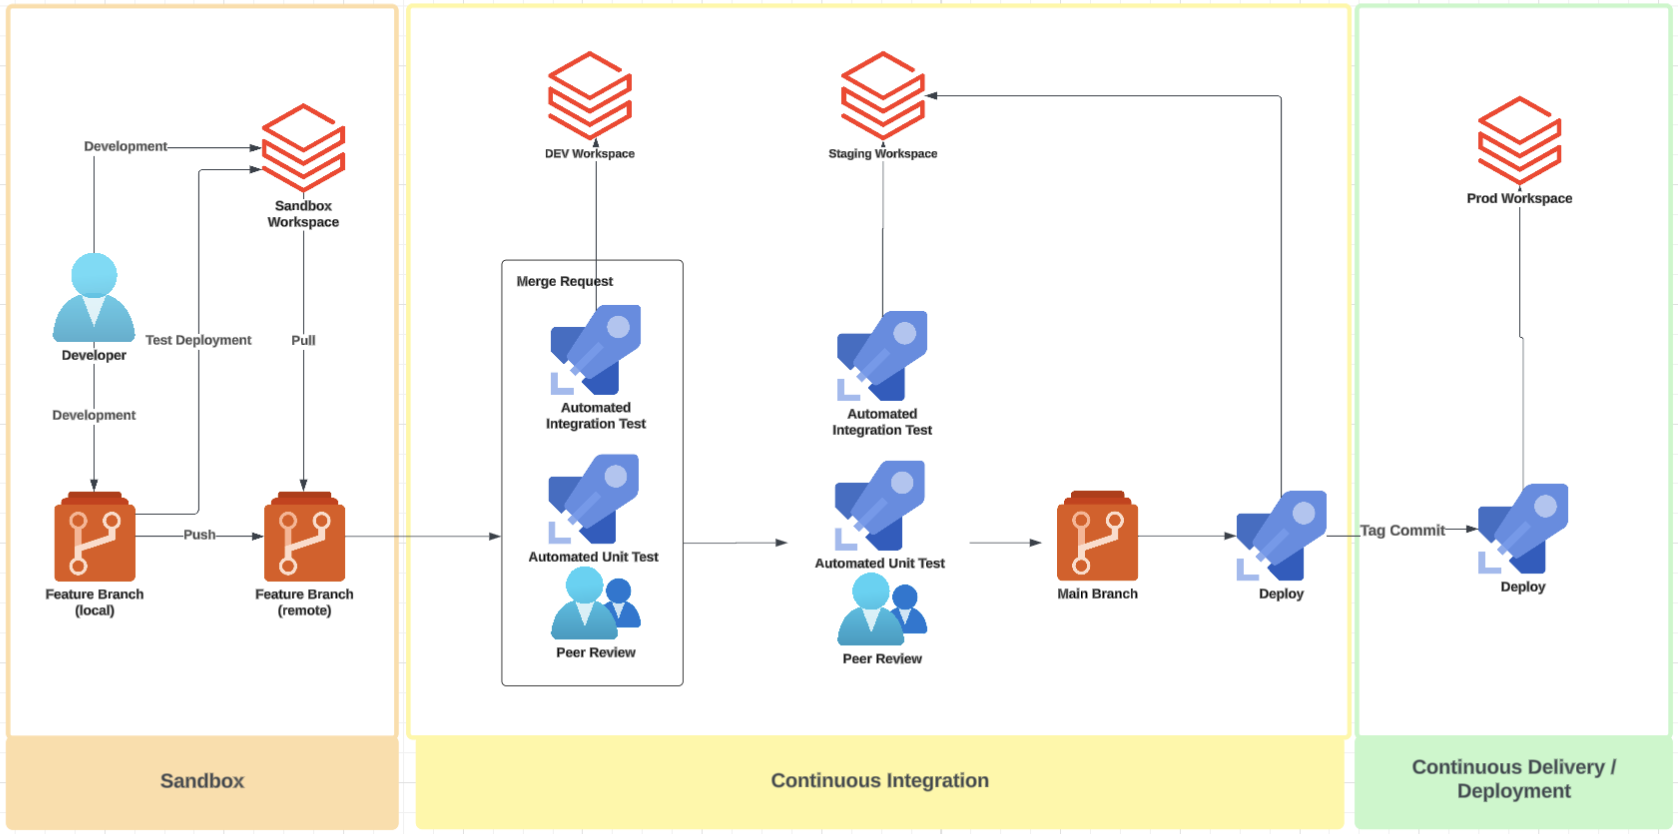 Development
Sandbox
Workspace
Developer
Test Deployment
Pull
Development
Push
Feature Branch
(local)
Feature Branch
(remote)
Sandbox
DEV Workspace
Merge Request
Automated
Integration Test
Automated Unit Test
Peer Review
Staging Workspace
Automated
Integration Test
Automated Unit Test
Peer Review
Main Branch
Deploy
Continuous Integration
Prod Workspace
Tag Commit
Deploy
Continuous Delivery /
Deployment